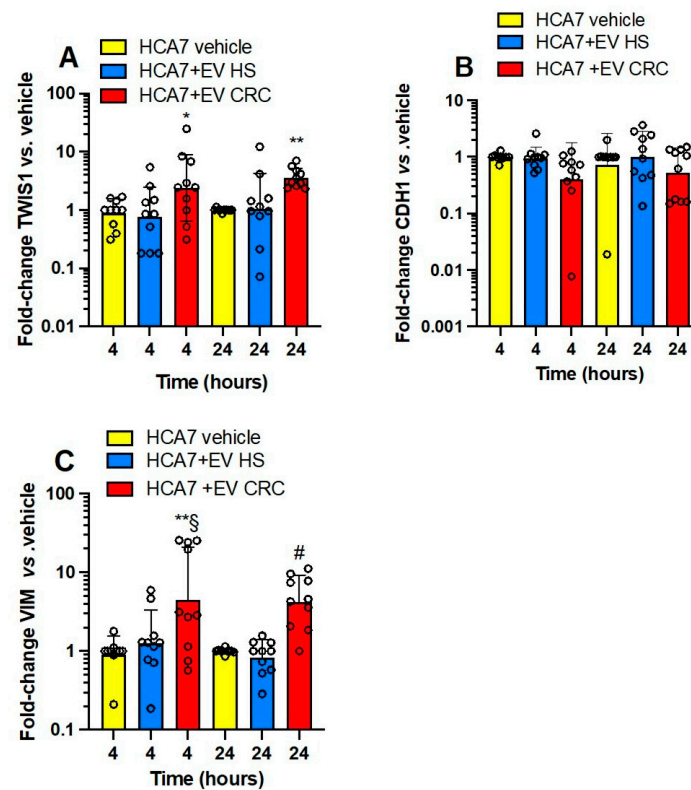 A
HCA7 vehicle
HCA7+EV HS
HCA7+EV CRC
Fold-change TWIS1 vs. vehicle
100
10
1
0.1
0.01
*
**
4 4 4 24 24 24
Time (hours)
B
HCA7 vehicle
HCA7+EV HS
HCA7 +EV CRC
Fold-change CDH1 vs .vehicle
10
1
0.1
0.01
0.001
4 4 4 24 24 24
Time (hours)
C
HCA7 vehicle
HCA7+EV HS
HCA7 +EV CRC
Fold-change VIM vs .vehicle
100
10
1
0.1
**§
#
4 4 4 24 24 24
Time (hours)